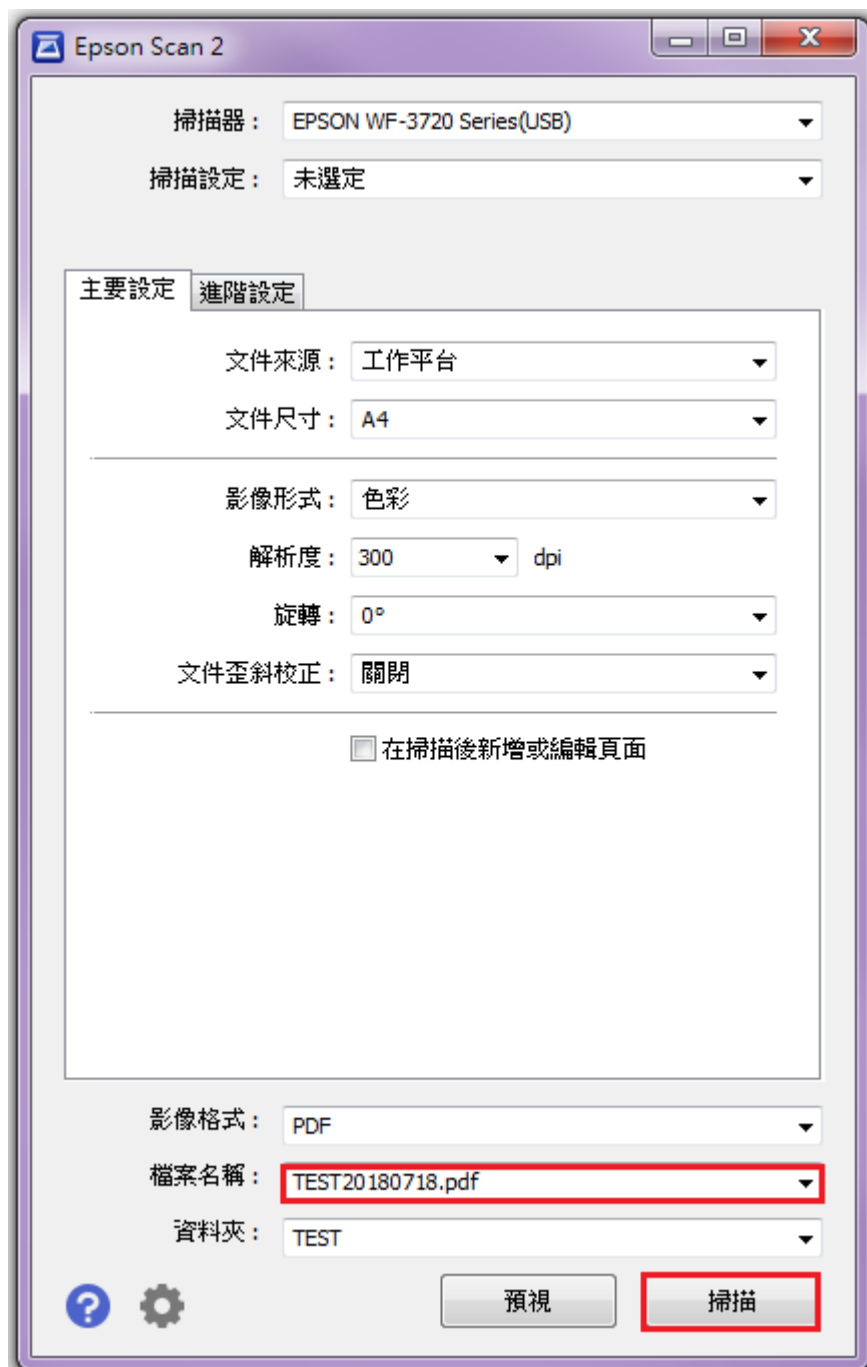 Epson Scan 2
掃描器： EPSON WF-3720 Series(USB)
掃描設定： 未選定
主要設定 進階設定
文件來源： 工作平台
文件尺寸： A4
影像形式： 色彩
解析度： 300 dpi
旋轉： 0°
文件歪斜校正： 關閉
在掃描後新增或編輯頁面
影像格式： PDF
檔案名稱： TEST20180718.pdf
資料夾： TEST
? 預視 掃描